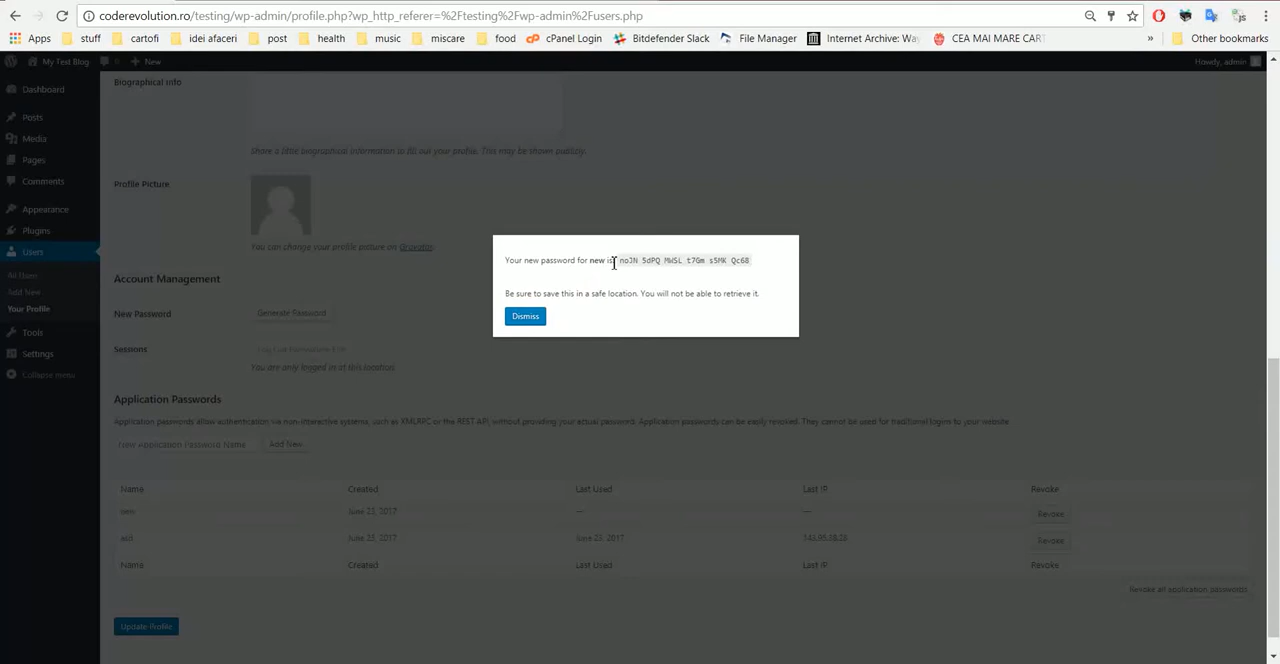 coderevolution.ro/testing/wp-admin/profile.php?wp_http_referer=%2Ftesting%2Fwp-admin%2Fusers.php
Apps stuff cartofi idei afaceri post health music miscare food cPanel Login Bitdefender Slack File Manager Internet Archive: Way CEA MAI MARE CART » Other bookmarks
My Test Blog 0 + New Howdy, admin
Dashboard
Posts
Media
Pages
Comments
Appearance
Plugins
Users
All Users
Add New
Your Profile
Tools
Settings
Collapse menu
Biographical Info
Share a little biographical information to fill out your profile. This may be shown publicly.
Profile Picture
You can change your profile picture on Gravatar.
Account Management
New Password Generate Password
Sessions Log Out Everywhere Else
You are only logged in at this location.
Your new password for new is: noJN 5dPQ MWSL t7Gm s5MK Qc68
Be sure to save this in a safe location. You will not be able to retrieve it.
Dismiss
Application Passwords
Application passwords allow authentication via non-interactive systems, such as XMLRPC or the REST API, without providing your actual password. Application passwords can be easily revoked. They cannot be used for traditional logins to your website
New Application Password Name Add New
Name Created Last Used Last IP Revoke
June 23, 2017 — — Revoke
June 23, 2017 June 23, 2017 Revoke
Name Created Last Used Last IP Revoke
Revoke all application passwords
Update Profile